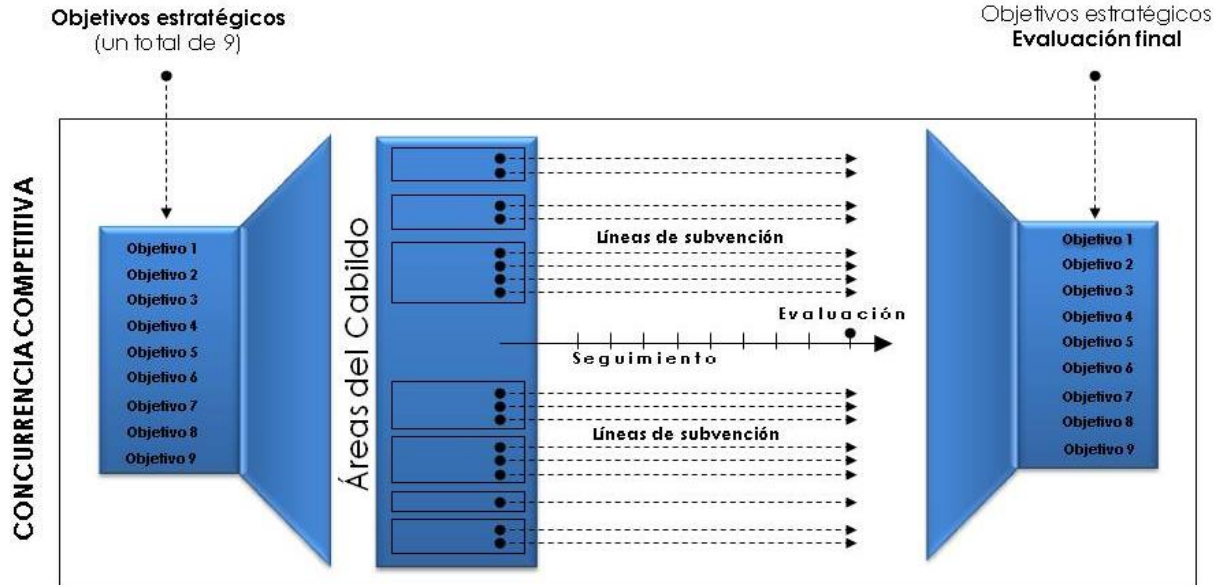 Objetivos estratégicos
(un total de 9)
Objetivos estratégicos
Evaluación final
CONCURRENCIA COMPETITIVA
Objetivo 1
Objetivo 2
Objetivo 3
Objetivo 4
Objetivo 5
Objetivo 6
Objetivo 7
Objetivo 8
Objetivo 9
Áreas del Cabildo
Líneas de subvención
Evaluación
Seguimiento
Líneas de subvención
Objetivo 1
Objetivo 2
Objetivo 3
Objetivo 4
Objetivo 5
Objetivo 6
Objetivo 7
Objetivo 8
Objetivo 9